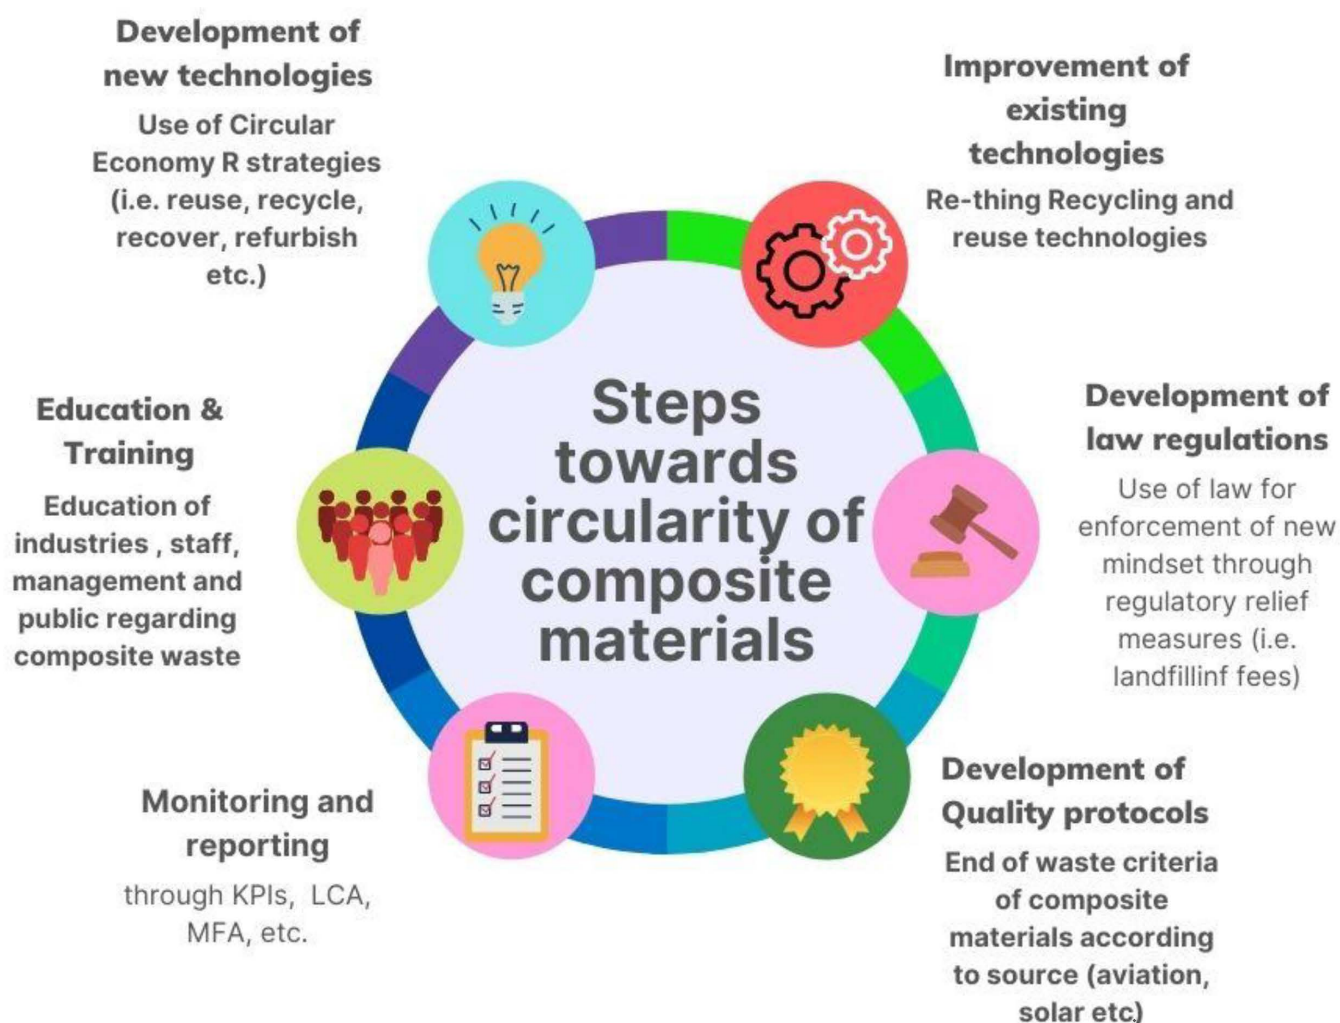 Development of
new technologies
Use of Circular
Economy R strategies
(i.e. reuse, recycle,
recover, refurbish
etc.)
Improvement of
existing
technologies
Re-thing Recycling and
reuse technologies
Education &
Training
Education of
industries , staff,
management and
public regarding
composite waste
Steps
towards
circularity of
composite
materials
Development of
law regulations
Use of law for
enforcement of new
mindset through
regulatory relief
measures (i.e.
landfillinf fees)
Monitoring and
reporting
through KPIs, LCA,
MFA, etc.
Development of
Quality protocols
End of waste criteria
of composite
materials according
to source (aviation,
solar etc)